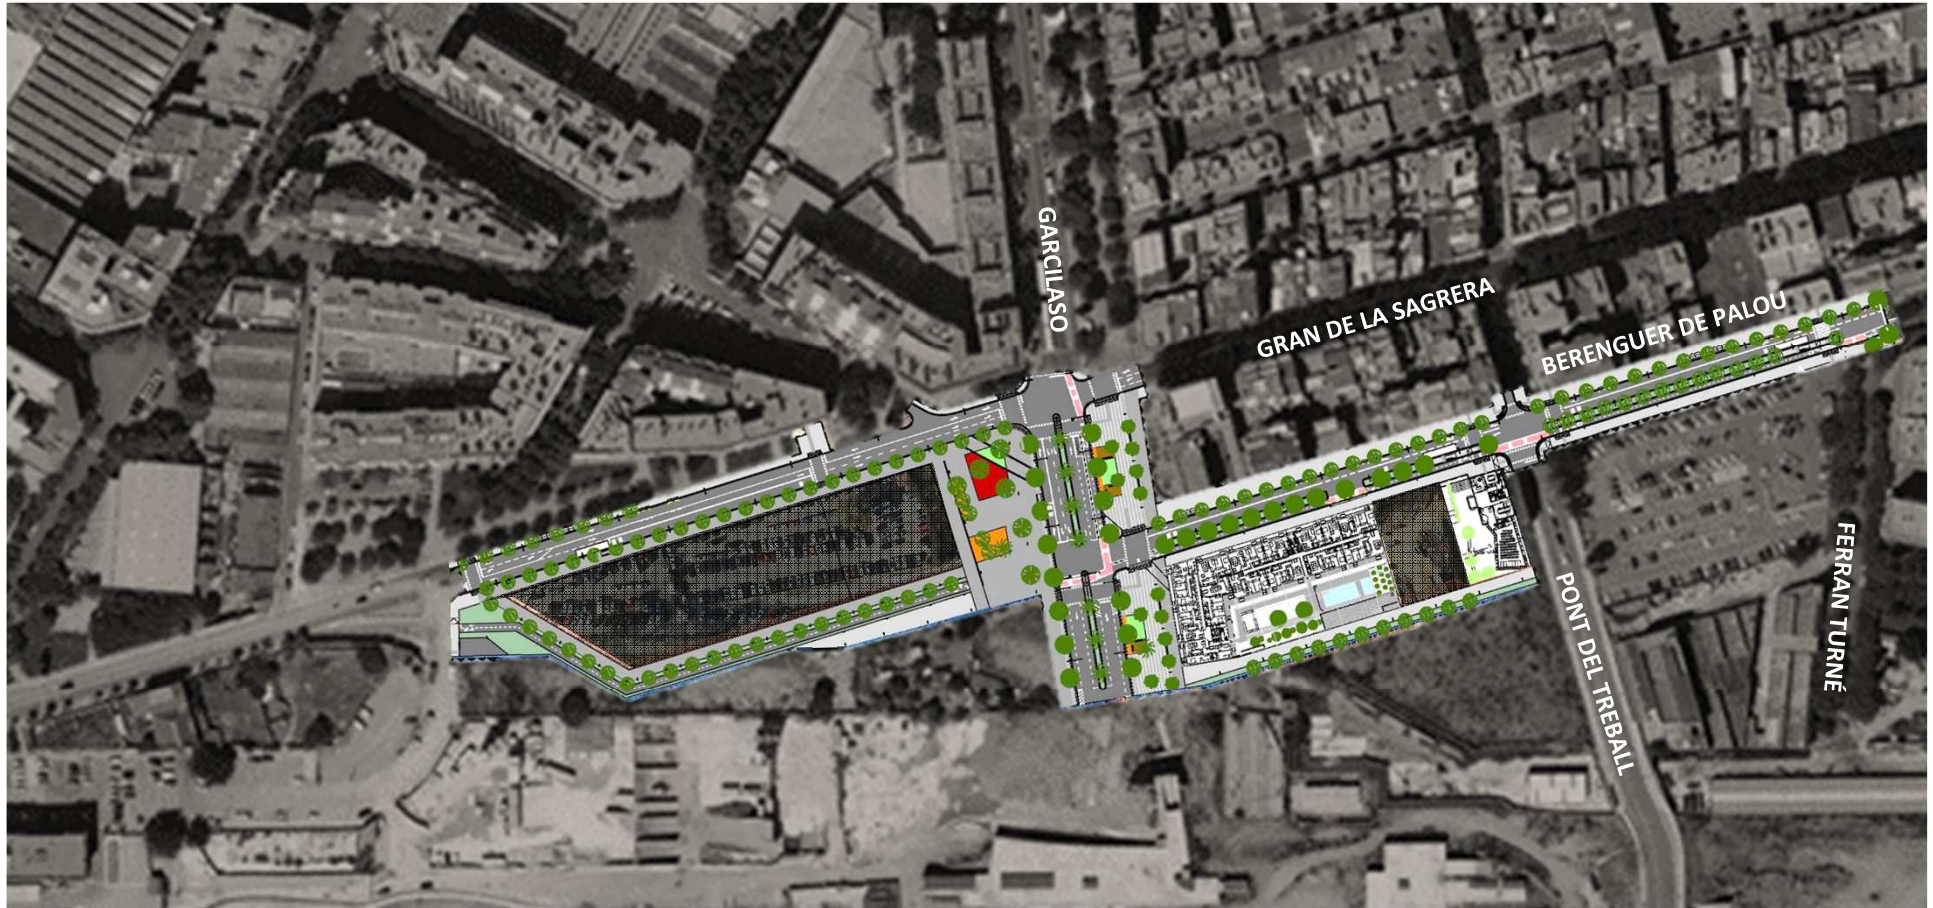 GARCILASO
GRAN DE LA SAGRERA
BERENGUER DE PALOU
FERRAN TURNÉ
PONT DEL TREBALL